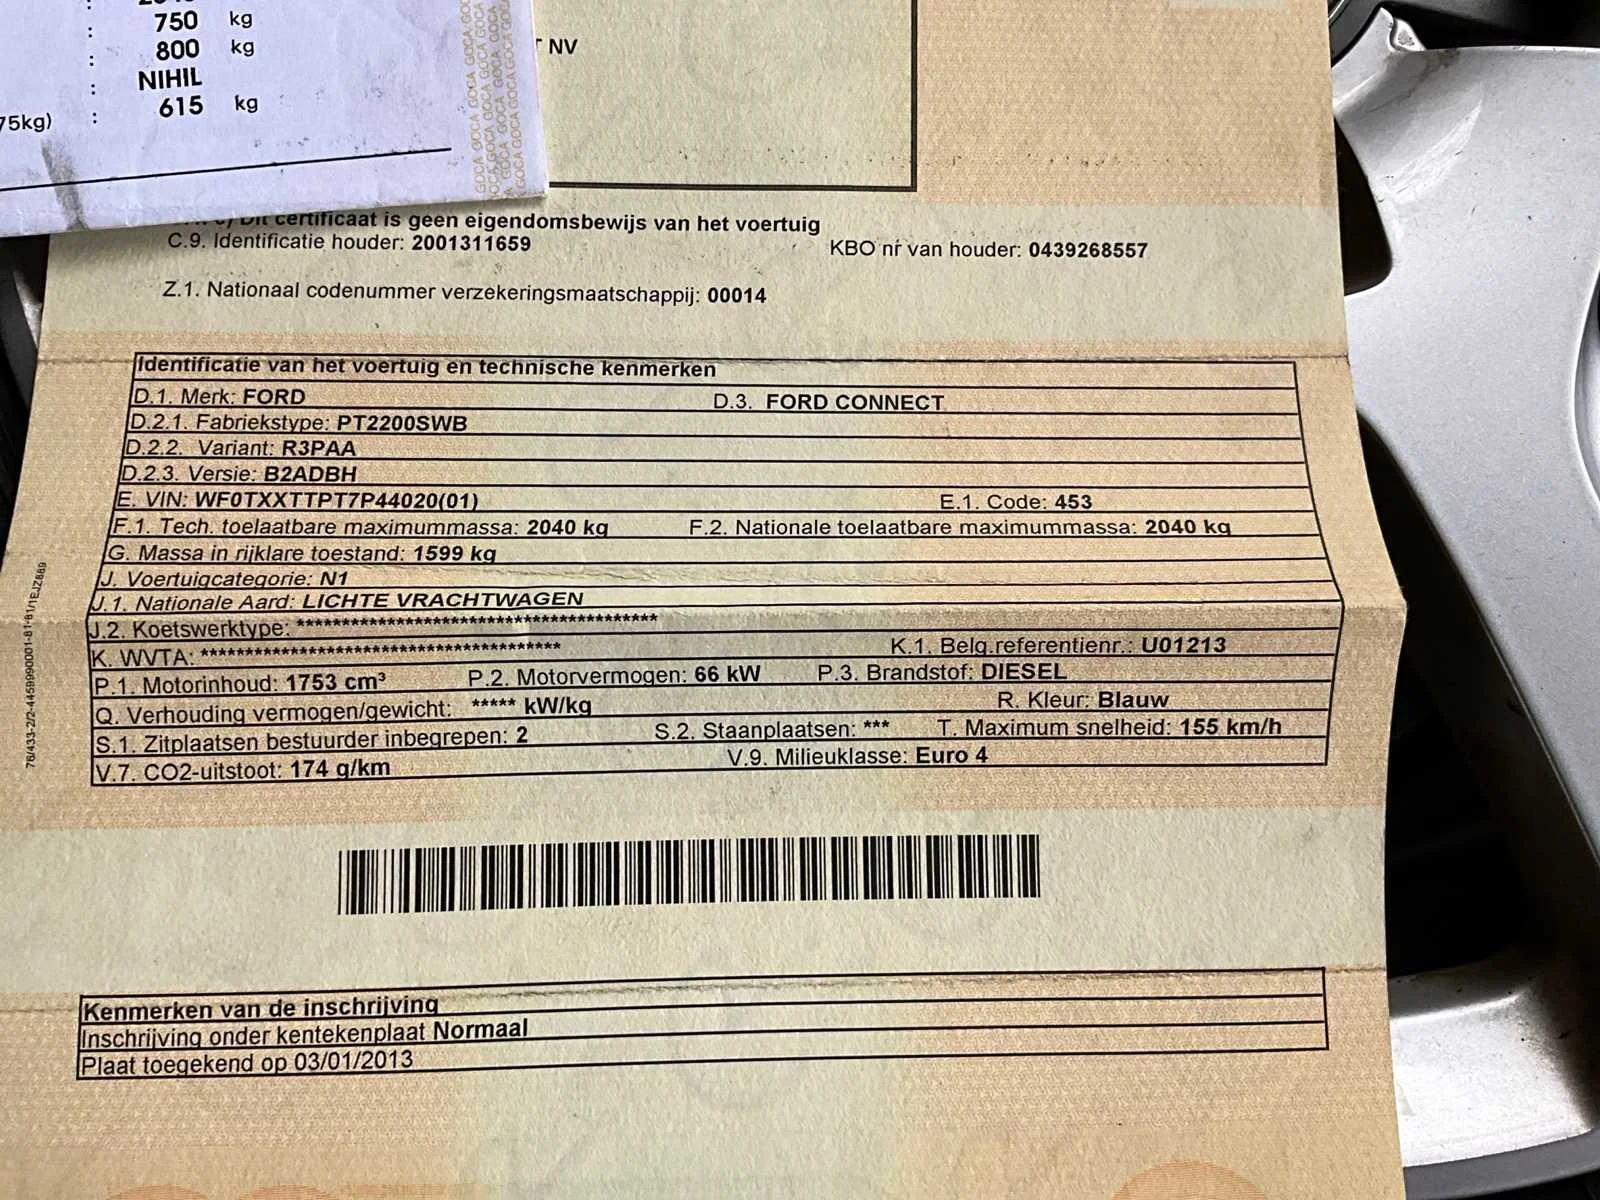 750 kg
: 800 kg
: NIHIL
75kg) : 615 kg
GOCA GOCA GOCA GOCA
NV
Dit certificaat is geen eigendomsbewijs van het voertuig
C.9. Identificatie houder: 2001311659 KBO nr van houder: 0439268557
Z.1. Nationaal codenummer verzekeringsmaatschappij: 00014
Identificatie van het voertuig en technische kenmerken
D.1. Merk: FORD D.3. FORD CONNECT
D.2.1. Fabriekstype: PT2200SWB
D.2.2. Variant: R3PAA
D.2.3. Versie: B2ADBH
E. VIN: WF0TXXTTPT7P44020(01) E.1. Code: 453
F.1. Tech. toelaatbare maximummassa: 2040 kg F.2. Nationale toelaatbare maximummassa: 2040 kg
G. Massa in rijklare toestand: 1599 kg
J. Voertuigcategorie: N1
J.1. Nationale Aard: LICHTE VRACHTWAGEN
J.2. Koetswerktype: ****************************************
K. WVTA: **************************************** K.1. Belg.referentienr.: U01213
P.1. Motorinhoud: 1753 cm³ P.2. Motorvermogen: 66 kW P.3. Brandstof: DIESEL
Q. Verhouding vermogen/gewicht: ***** kW/kg R. Kleur: Blauw
S.1. Zitplaatsen bestuurder inbegrepen: 2 S.2. Staanplaatsen: *** T. Maximum snelheid: 155 km/h
V.7. CO2-uitstoot: 174 g/km V.9. Milieuklasse: Euro 4
Kenmerken van de inschrijving
Inschrijving onder kentekenplaat Normaal
Plaat toegekend op 03/01/2013